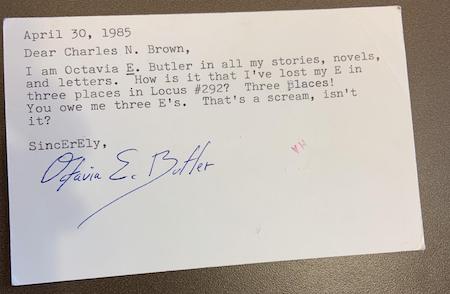 April 30, 1985
Dear Charles N. Brown,
I am Octavia E. Butler in all my stories, novels,
and letters. How is it that I've lost my E in
three places in Locus #292? Three places!
You owe me three E's. That's a scream, isn't
it?
SincErEly,
Octavia E. Butler